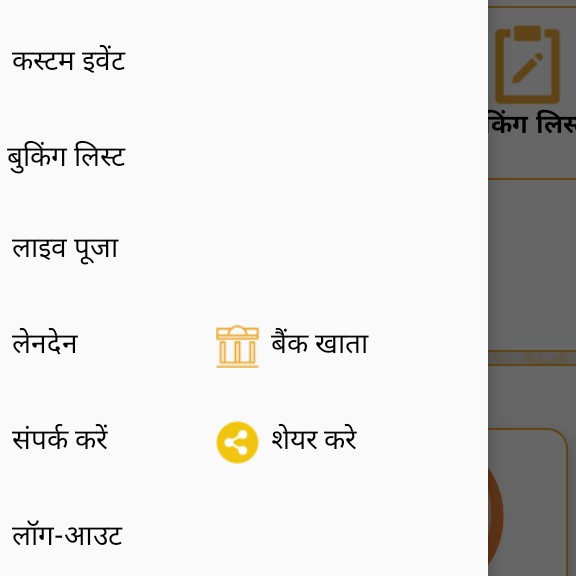 कस्टम इवेंट
बुकिंग लिस्ट
लाइव पूजा
लेनदेन बैंक खाता
संपर्क करें शेयर करे
लॉग-आउट
किंग लिस्